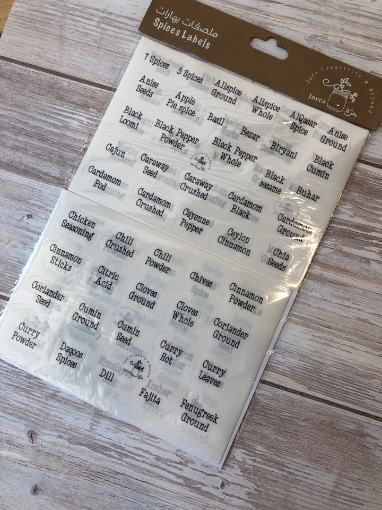 ملصقات بهارات
Spices Labels
7 Spices
5 Spices
Allspice
Ground
Allspice
Whole
AlQasar
Spice
Anise
Ground
Anise
Seeds
Apple
Pie spice
Basil
Bezar
Biryani
Black
Cumin
Black
Loomi
Black Pepper
Powder
Black Pepper
Whole
Black
Sesame
Buhar
Cajun
Caraway
Seed
Caraway
Crushed
Cardamom
Black
Cardamom
Ground
Cardamom
Pod
Cardamom
Crushed
Cayenne
Pepper
Ceylon
Cinnamon
Chia
Seeds
Chicken
Seasoning
Chili
Crushed
Chili
Powder
Chives
Cinnamon
Powder
Cinnamon
Sticks
Citric
Acid
Cloves
Ground
Cloves
Whole
Coriander
Ground
Coriander
Seed
Cumin
Ground
Cumin
Seed
Curry
Hot
Curry
Leaves
Curry
Powder
Daqoos
Spices
Dill
Fajita
Fenugreek
Ground